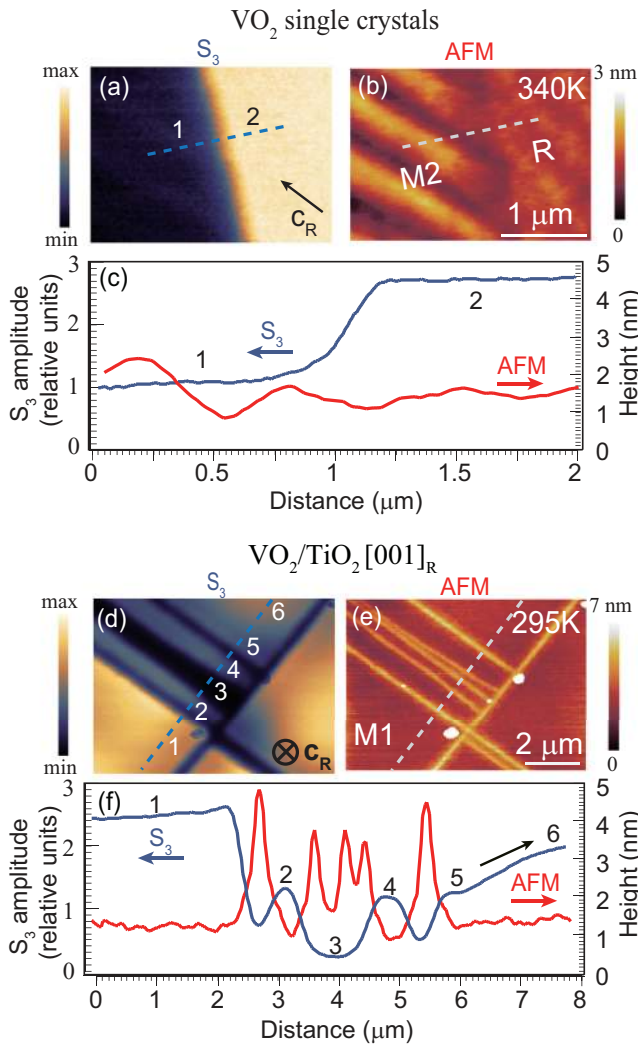 VO₂ single crystals
S₃ AFM
max (a) 1 2 c_R min
(b) 340K M2 R 1 μm 3 nm 0
(c) S₃ 1 2 AFM
S₃ amplitude
(relative units)
3
2
1
0
5
4
3
2
1
0
Height (nm)
0 0.5 1 1.5 2
Distance (μm)
VO₂/TiO₂ [001]_R
S₃ AFM
max (d) 1 2 3 4 5 6 c_R min
(e) 295K M1 2 μm 7 nm 0
(f) 1 S₃ 2 3 4 5 6 AFM
S₃ amplitude
(relative units)
3
2
1
0
5
4
3
2
1
0
Height (nm)
0 1 2 3 4 5 6 7 8
Distance (μm)